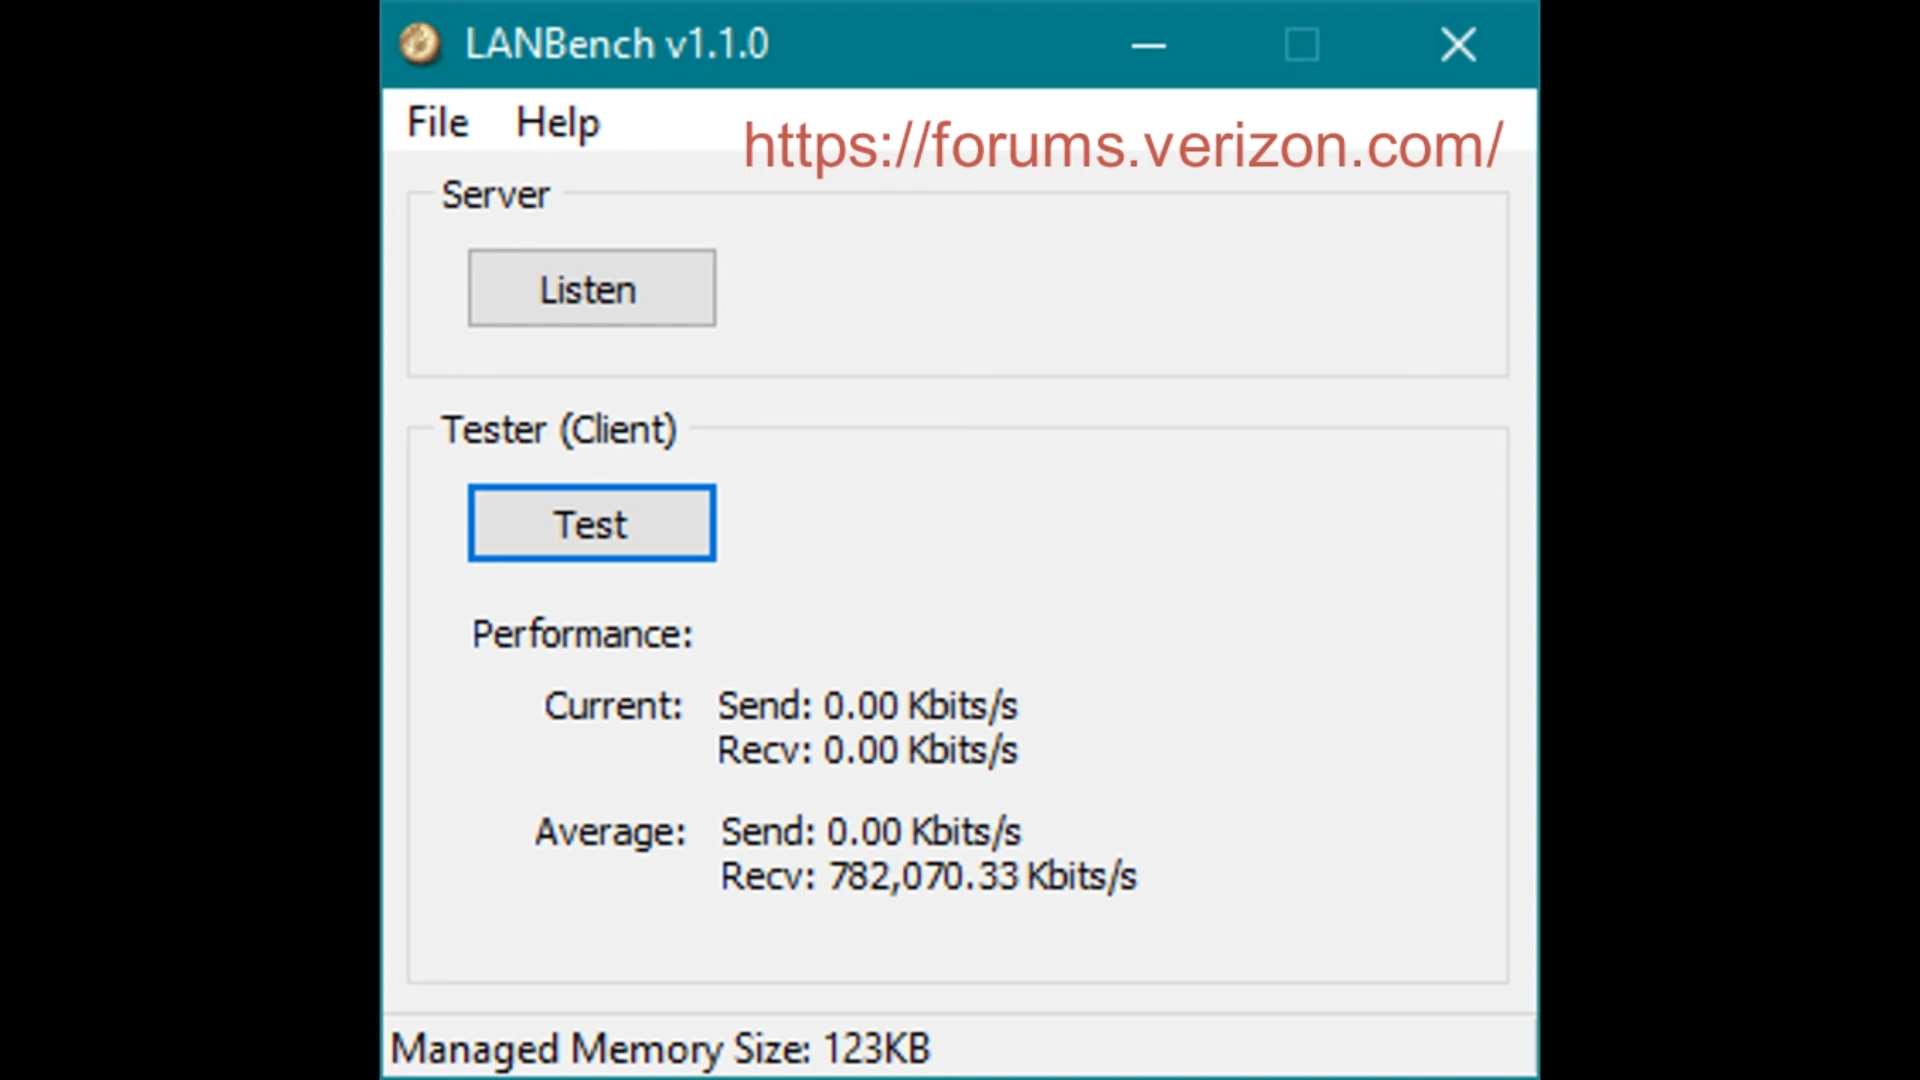 LANBench v1.1.0
File Help
https://forums.verizon.com/
Server
Listen
Tester (Client)
Test
Performance:
Current: Send: 0.00 Kbits/s
Recv: 0.00 Kbits/s
Average: Send: 0.00 Kbits/s
Recv: 782,070.33 Kbits/s
Managed Memory Size: 123KB